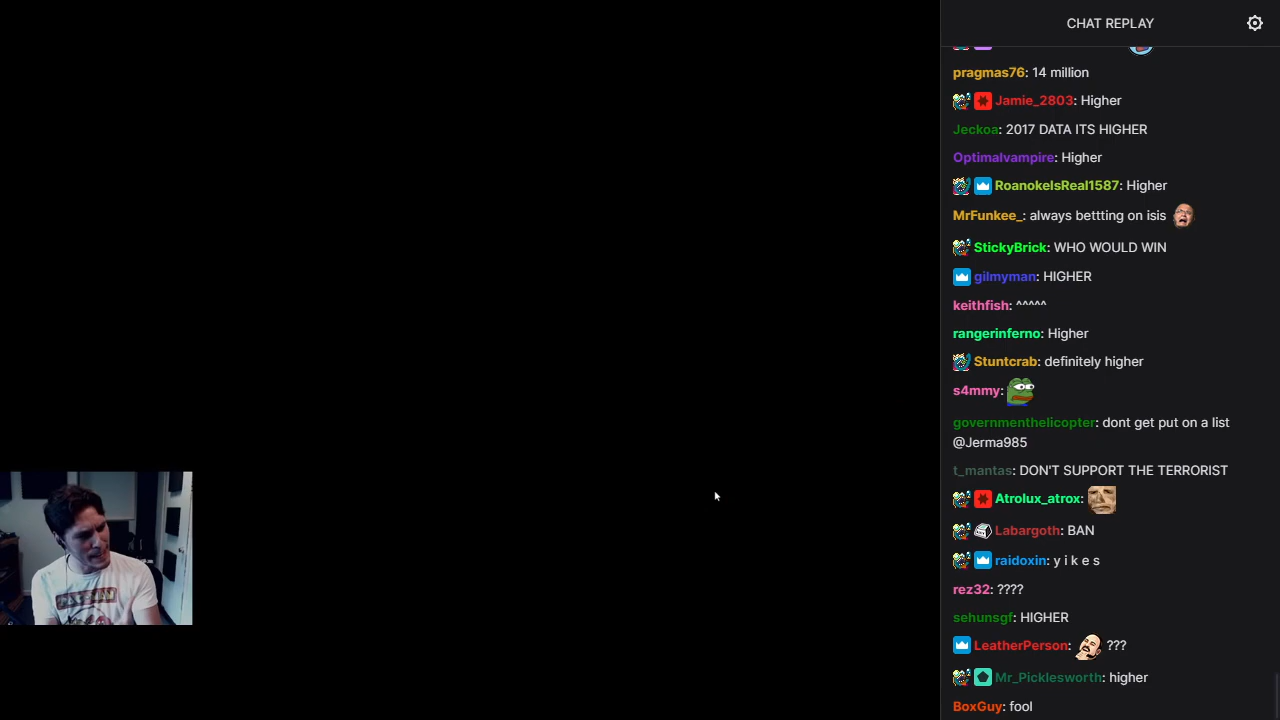 CHAT REPLAY
pragmas76: 14 million
Jamie_2803: Higher
Jeckoa: 2017 DATA ITS HIGHER
Optimalvampire: Higher
RoanokeIsReal1587: Higher
MrFunkee_: always bettting on isis
StickyBrick: WHO WOULD WIN
gilmyman: HIGHER
keithfish: ^^^^^
rangerinferno: Higher
Stuntcrab: definitely higher
s4mmy:
governmenthelicopter: dont get put on a list
@Jerma985
t_mantas: DON'T SUPPORT THE TERRORIST
Atrolux_atrox:
Labargoth: BAN
raidoxin: y i k e s
rez32: ????
sehunsgf: HIGHER
LeatherPerson: ???
Mr_Picklesworth: higher
BoxGuy: fool